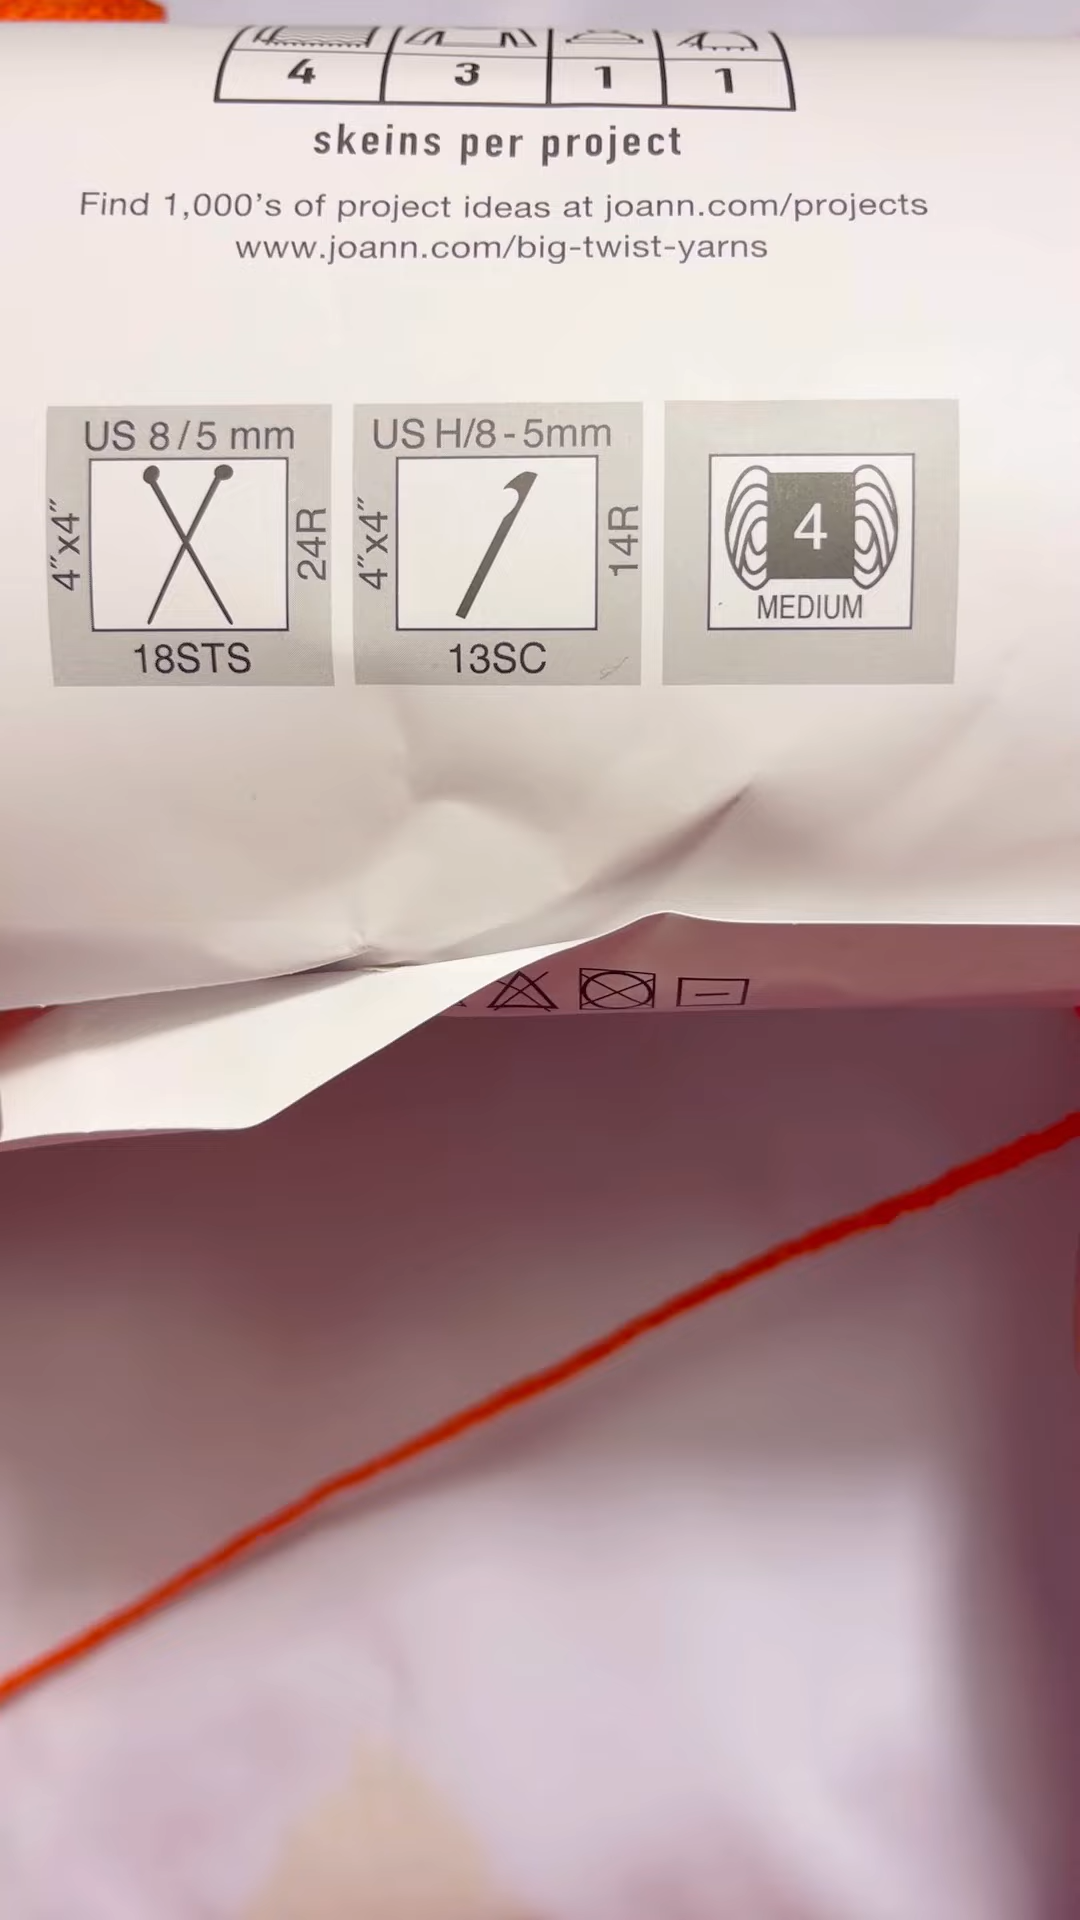 4 3 1 1
skeins per project
Find 1,000's of project ideas at joann.com/projects
www.joann.com/big-twist-yarns
US 8/5 mm
4"x4"
24R
18STS
US H/8-5mm
4"x4"
14R
13SC
4
MEDIUM